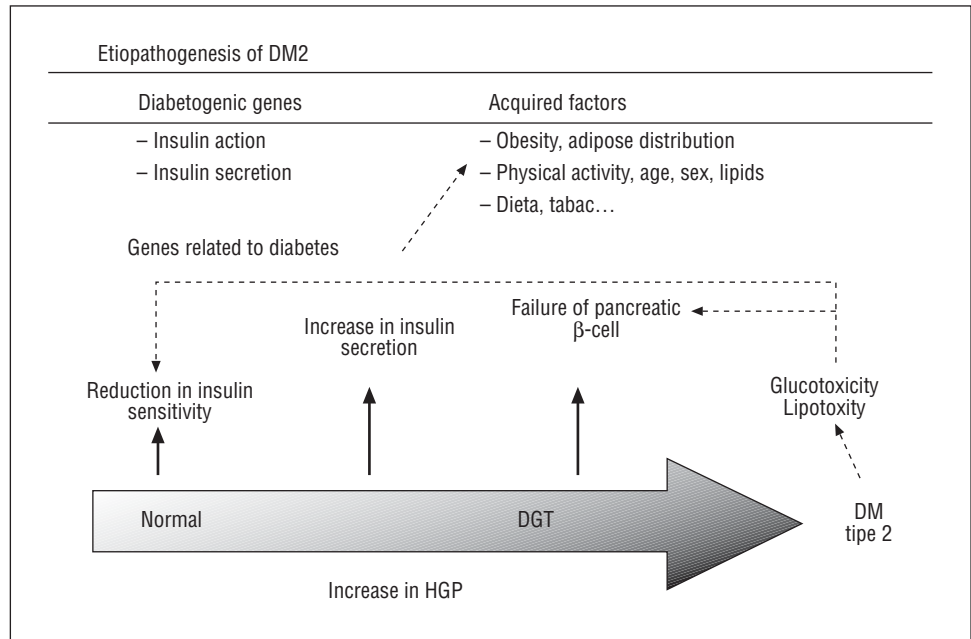 Etiopathogenesis of DM2
Diabetogenic genes
Acquired factors
– Insulin action
– Obesity, adipose distribution
– Insulin secretion
– Physical activity, age, sex, lipids
– Dieta, tabac…
Genes related to diabetes
Increase in insulin
secretion
Failure of pancreatic
β-cell
Reduction in insulin
sensitivity
Glucotoxicity
Lipotoxity
Normal
DGT
DM
tipe 2
Increase in HGP